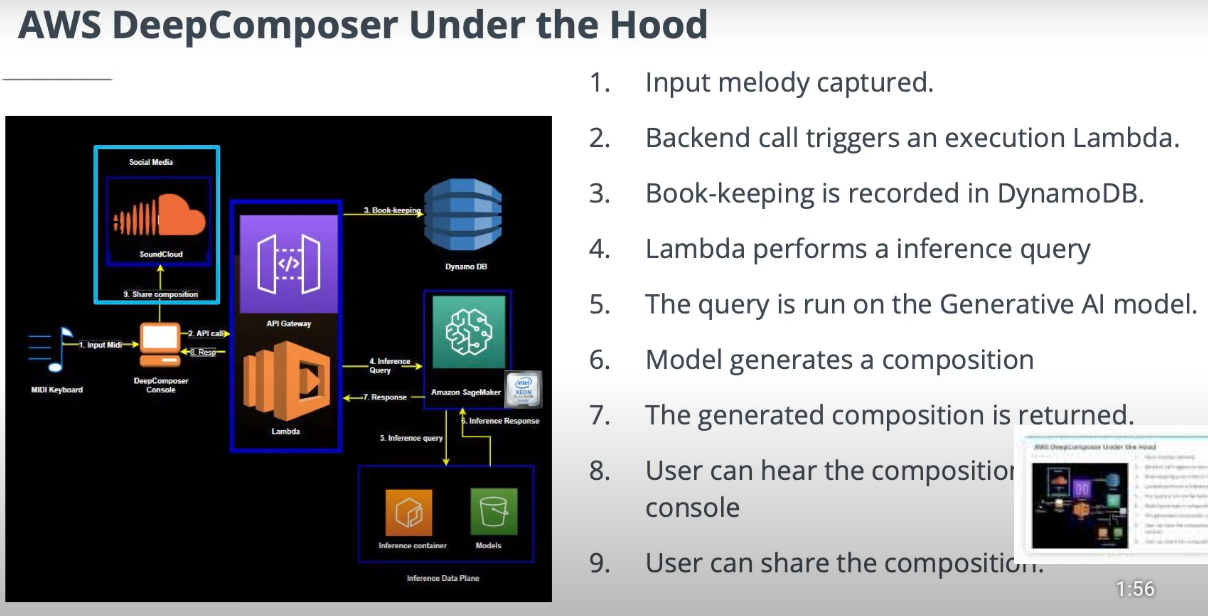 AWS DeepComposer Under the Hood
1. Input melody captured.
2. Backend call triggers an execution Lambda.
3. Book-keeping is recorded in DynamoDB.
4. Lambda performs a inference query
5. The query is run on the Generative AI model.
6. Model generates a composition
7. The generated composition is returned.
8. User can hear the composition
console
9. User can share the composition.
Social Media
SoundCloud
9. Share composition
3. Book-keeping
Dynamo DB
API Gateway
2. API call
8. Resp
1. Input Midi
MIDI Keyboard
DeepComposer
Console
4. Inference
Query
7. Response
Amazon SageMaker
intel
XEON
Lambda
5. Inference query
6. Inference Response
Inference container
Models
Inference Data Plane
AWS DeepComposer Under the Hood
1:56